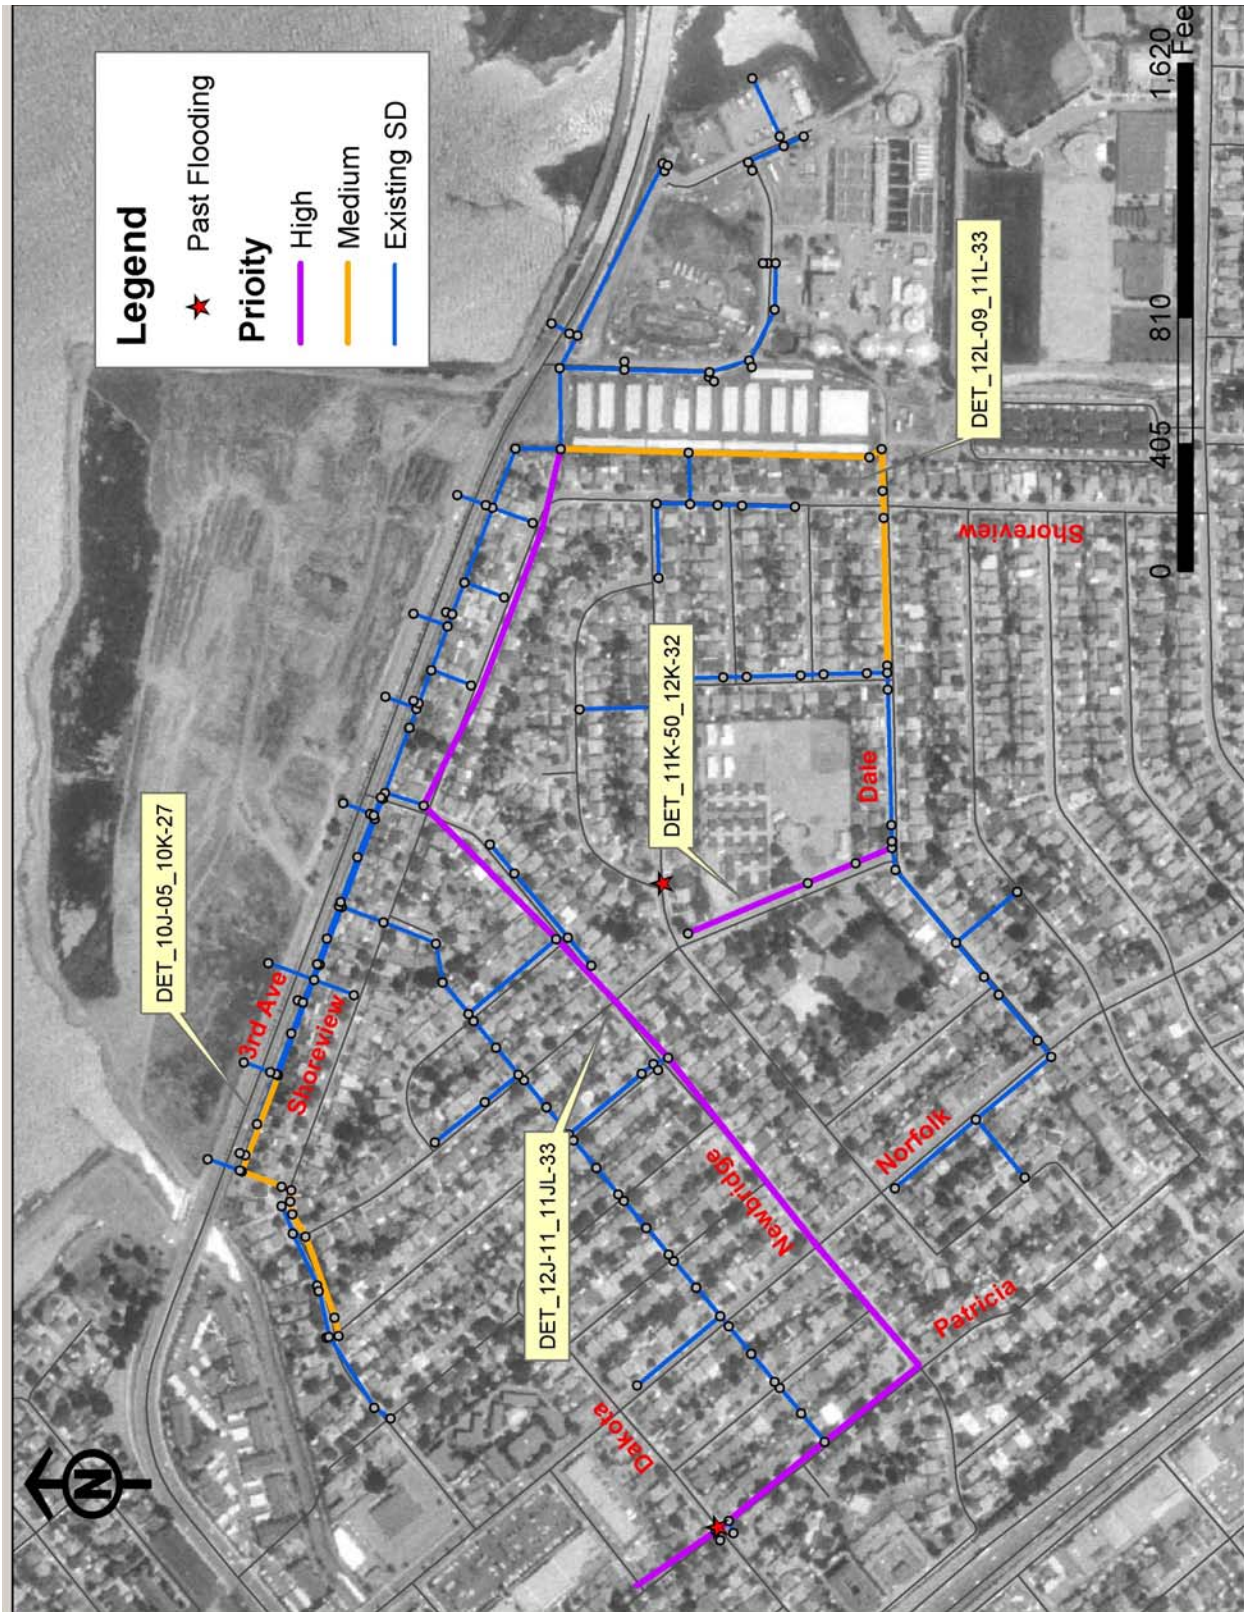 Legend
Past Flooding
Prioity
High
Medium
Existing SD
DET_10J-05_10K-27
3rd Ave
Shoreview
DET_12J-11_11JL-33
DET_11K-50_12K-32
DET_12L-09_11L-33
Shoreview
Dale
Newbridge
Norfolk
Patricia
Dakota
N
0
405
810
1,620
Fee